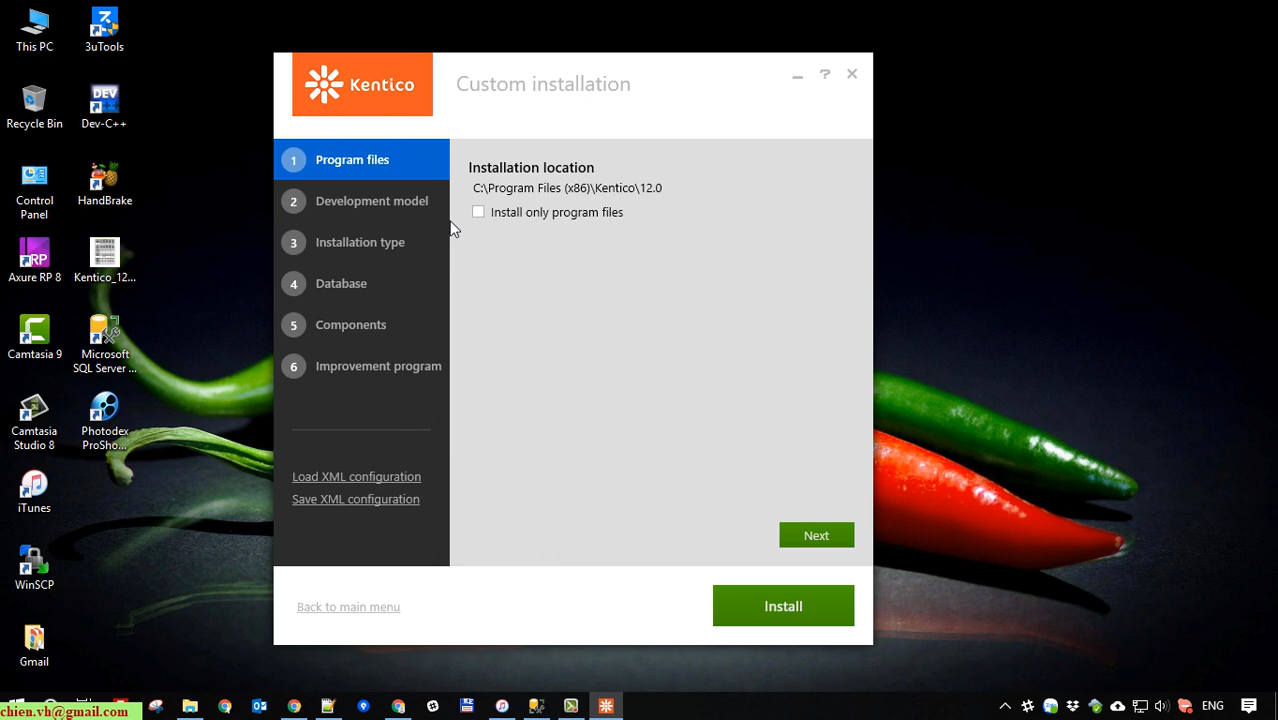 This PC
3uTools
Recycle Bin
DEV
Dev-C++
Control
Panel
HandBrake
RP
Axure RP 8
Kentico_12...
Camtasia 9
Microsoft
SQL Server ...
Camtasia
Studio 8
Photodex
ProSho...
iTunes
WinSCP
Gmail
Kentico
Custom installation
1 Program files
2 Development model
3 Installation type
4 Database
5 Components
6 Improvement program
Load XML configuration
Save XML configuration
Installation location
C:\Program Files (x86)\Kentico\12.0
Install only program files
Next
Back to main menu
Install
chien.vh@gmail.com
ENG